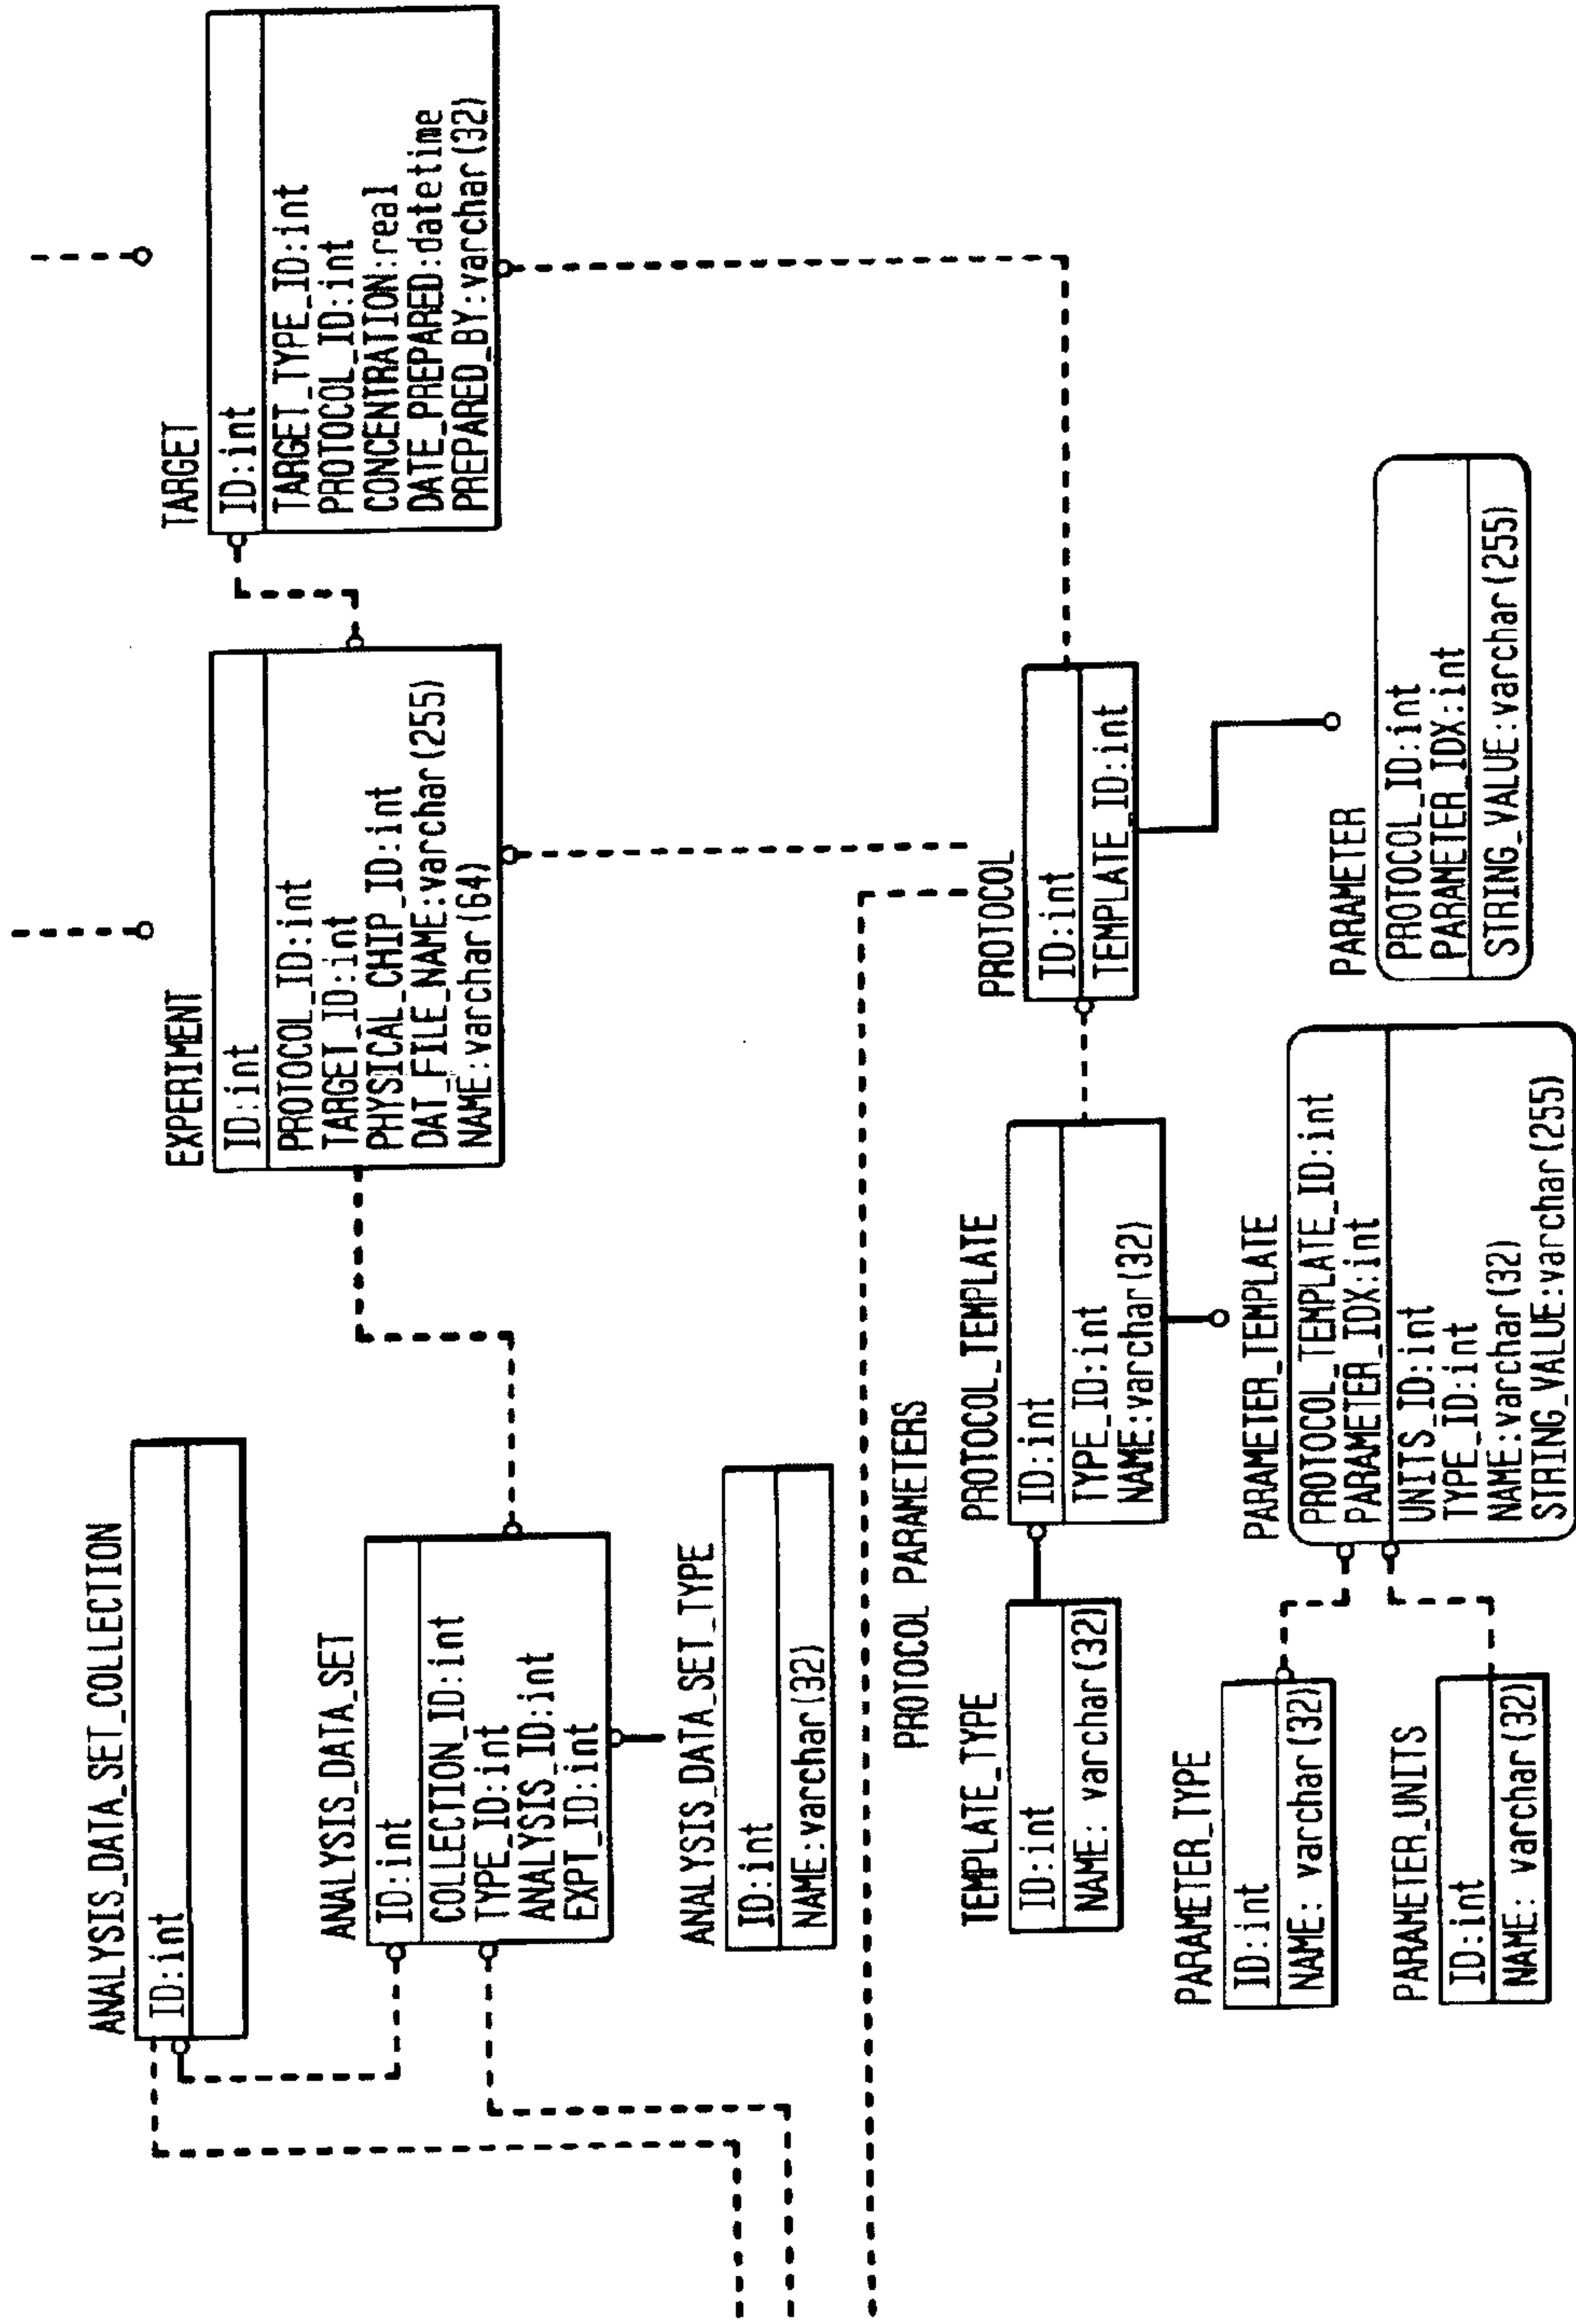 ANALYSIS_DATA_SET_COLLECTION
ID:int
ANALYSIS_DATA_SET
ID:int
COLLECTION_ID:int
TYPE_ID:int
ANALYSIS_ID:int
EXPT_ID:int
ANALYSIS_DATA_SET_TYPE
ID:int
NAME:varchar(32)
EXPERIMENT
ID:int
PROTOCOL_ID:int
TARGET_ID:int
PHYSICAL_CHIP_ID:int
DAT_FILE_NAME:varchar(255)
NAME:varchar(64)
TARGET
ID:int
TARGET_TYPE_ID:int
PROTOCOL_ID:int
CONCENTRATION:real
DATE_PREPARED:datetime
PREPARED_BY:varchar(32)
PROTOCOL PARAMETERS
TEMPLATE_TYPE
ID:int
NAME: varchar(32)
PROTOCOL_TEMPLATE
ID:int
TYPE_ID:int
NAME:varchar(32)
PROTOCOL
ID:int
TEMPLATE_ID:int
PARAMETER_TYPE
ID:int
NAME: varchar(32)
PARAMETER_UNITS
ID:int
NAME: varchar(32)
PARAMETER_TEMPLATE
PROTOCOL_TEMPLATE_ID:int
PARAMETER_IDX:int
UNITS_ID:int
TYPE_ID:int
NAME:varchar(32)
STRING_VALUE:varchar(255)
PARAMETER
PROTOCOL_ID:int
PARAMETER_IDX:int
STRING_VALUE:varchar(255)